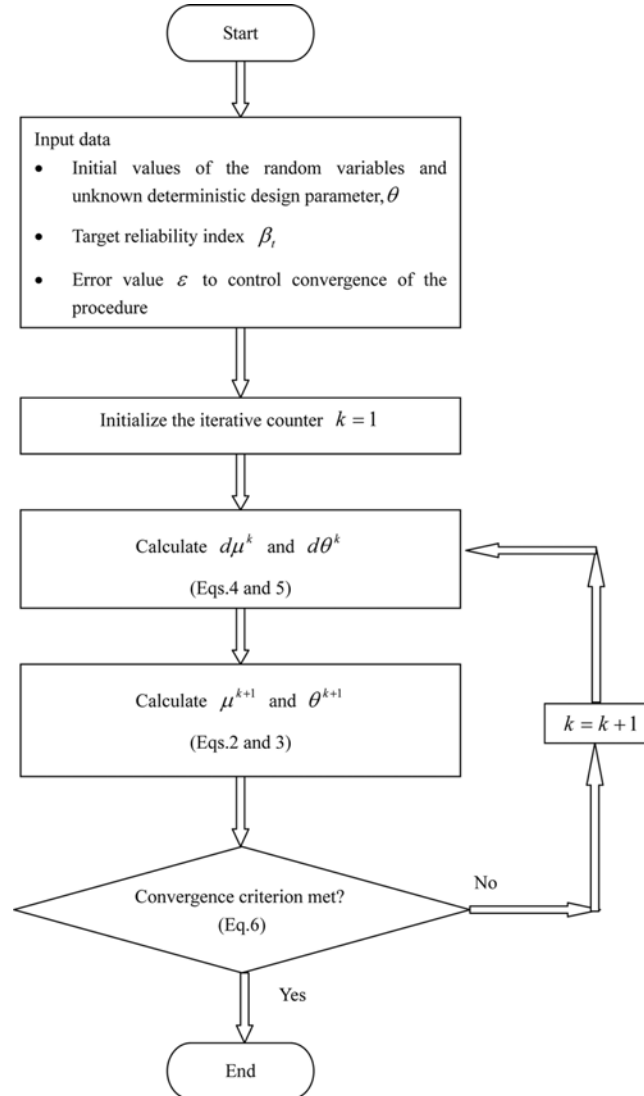 Start
Input data
• Initial values of the random variables and
unknown deterministic design parameter, θ
• Target reliability index β_t
• Error value ε to control convergence of the
procedure
Initialize the iterative counter k = 1
Calculate dμ^k and dθ^k
(Eqs.4 and 5)
Calculate μ^{k+1} and θ^{k+1}
(Eqs.2 and 3)
k = k + 1
Convergence criterion met?
(Eq.6)
No
Yes
End